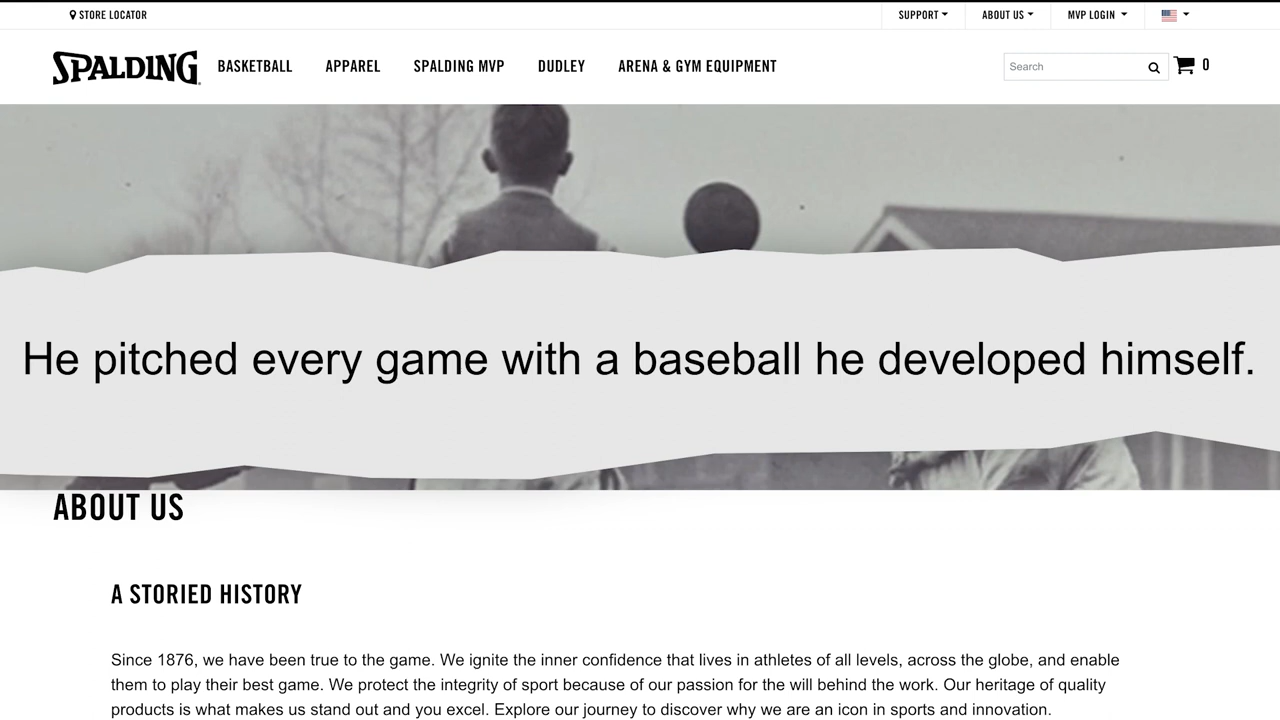 STORE LOCATOR
SUPPORT
ABOUT US
MVP LOGIN
SPALDING
BASKETBALL
APPAREL
SPALDING MVP
DUDLEY
ARENA & GYM EQUIPMENT
Search
0
He pitched every game with a baseball he developed himself.
ABOUT US
A STORIED HISTORY
Since 1876, we have been true to the game. We ignite the inner confidence that lives in athletes of all levels, across the globe, and enable
them to play their best game. We protect the integrity of sport because of our passion for the will behind the work. Our heritage of quality
products is what makes us stand out and you excel. Explore our journey to discover why we are an icon in sports and innovation.